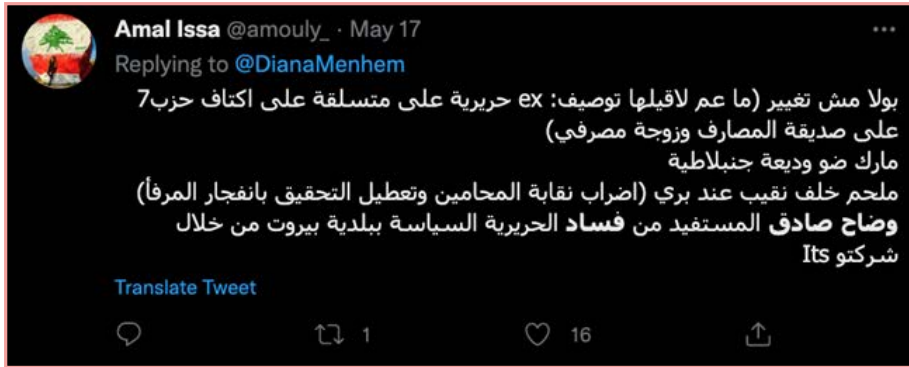 Amal Issa @amouly_ · May 17
Replying to @DianaMenhem
بولا مش تغيير (ما عم لاقيلها توصيف: ex حريرية على متسلقة على اكتاف حزب7
على صديقة المصارف وزوجة مصرفي)
مارك ضو وديعة جنبلاطية
ملحم خلف نقيب عند بري (اضراب نقابة المحامين وتعطيل التحقيق بانفجار المرفأ)
وضاح صادق المستفيد من فساد الحريرية السياسة ببلدية بيروت من خلال
شركتو Its
Translate Tweet
1 16